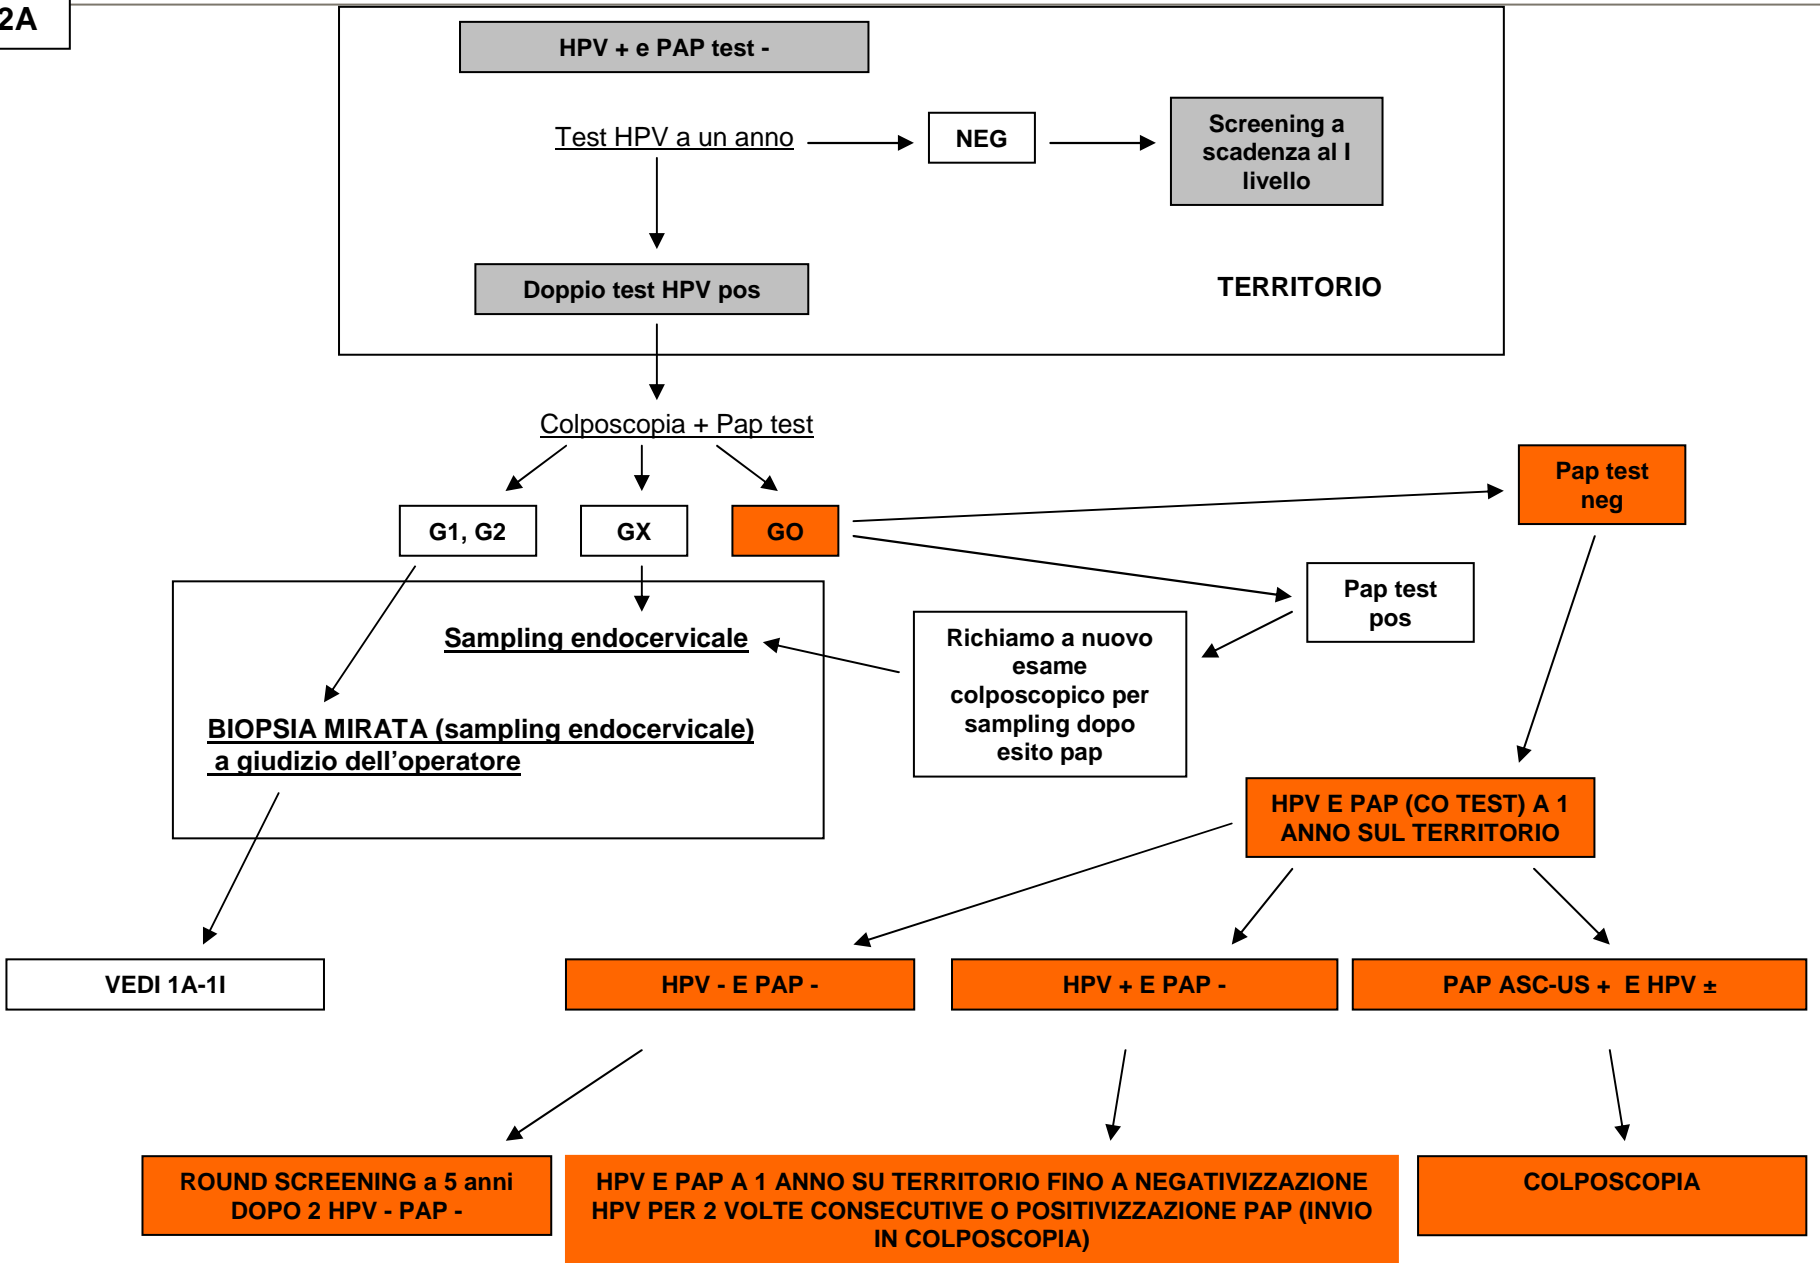 2A
HPV + e PAP test -
Test HPV a un anno
NEG
Screening a
scadenza al I
livello
Doppio test HPV pos
TERRITORIO
Colposcopia + Pap test
Pap test
neg
G1, G2
GX
GO
Pap test
pos
Sampling endocervicale
Richiamo a nuovo
esame
colposcopico per
sampling dopo
esito pap
BIOPSIA MIRATA (sampling endocervicale)
a giudizio dell'operatore
HPV E PAP (CO TEST) A 1
ANNO SUL TERRITORIO
VEDI 1A-1I
HPV - E PAP -
HPV + E PAP -
PAP ASC-US + E HPV ±
ROUND SCREENING a 5 anni
DOPO 2 HPV - PAP -
HPV E PAP A 1 ANNO SU TERRITORIO FINO A NEGATIVIZZAZIONE
HPV PER 2 VOLTE CONSECUTIVE O POSITIVIZZAZIONE PAP (INVIO
IN COLPOSCOPIA)
COLPOSCOPIA